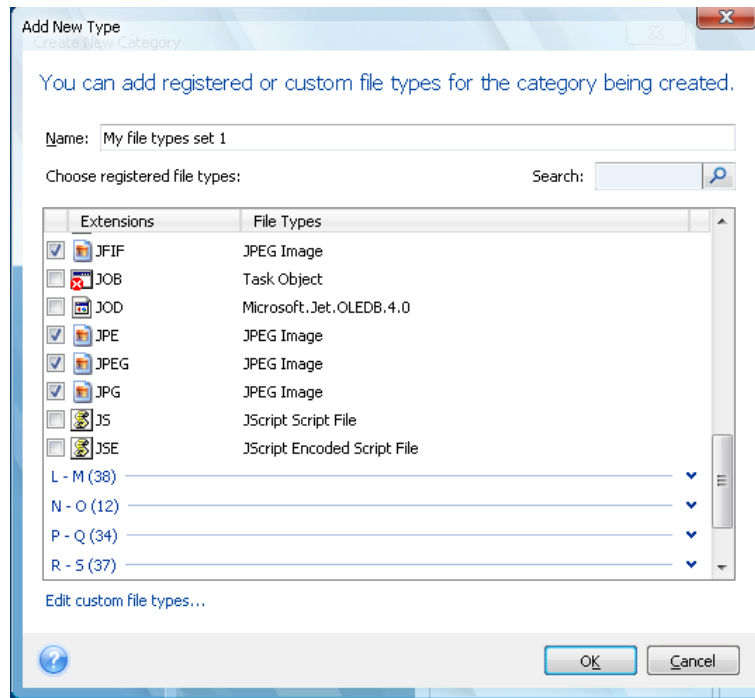 Add New Type
Create New Category
You can add registered or custom file types for the category being created.
Name: My file types set 1
Choose registered file types: Search:
Extensions File Types
JFIF JPEG Image
JOB Task Object
JOD Microsoft.Jet.OLEDB.4.0
JPE JPEG Image
JPEG JPEG Image
JPG JPEG Image
JS JScript Script File
JSE JScript Encoded Script File
L - M (38)
N - O (12)
P - Q (34)
R - S (37)
Edit custom file types...
OK Cancel